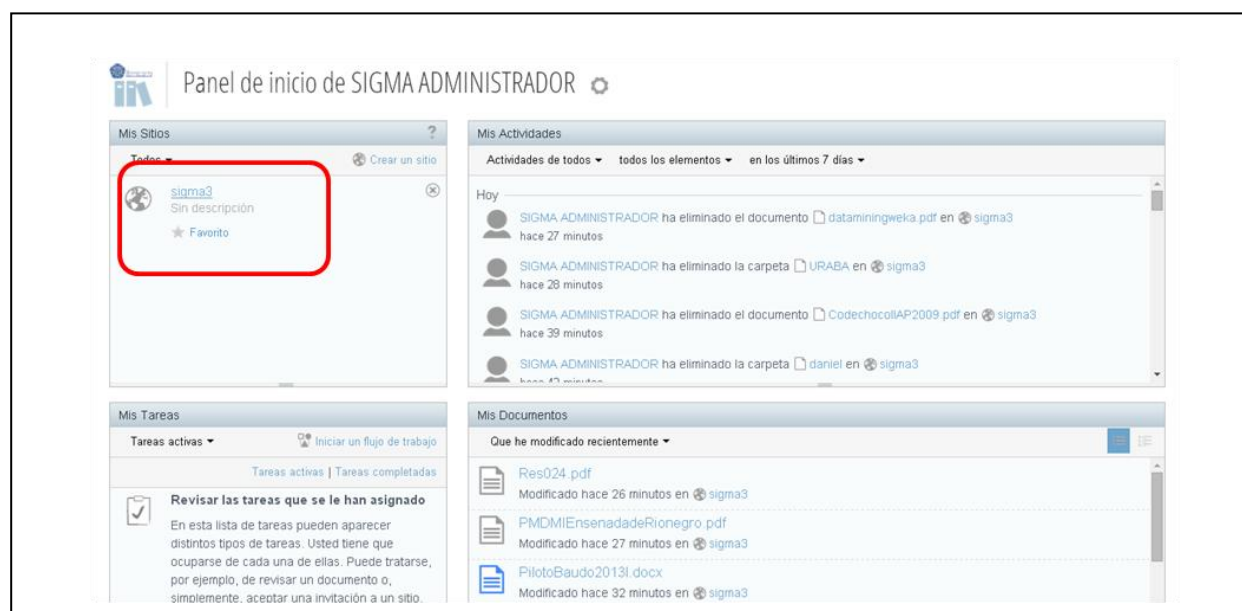 Panel de inicio de SIGMA ADMINISTRADOR
Mis Sitios ?
Todos Crear un sitio
sigma3
Sin descripción
Favorito
Mis Actividades
Actividades de todos todos los elementos en los últimos 7 días
Hoy
SIGMA ADMINISTRADOR ha eliminado el documento dataminingweka.pdf en sigma3
hace 27 minutos
SIGMA ADMINISTRADOR ha eliminado la carpeta URABA en sigma3
hace 28 minutos
SIGMA ADMINISTRADOR ha eliminado el documento CodechocoIIAP2009.pdf en sigma3
hace 39 minutos
SIGMA ADMINISTRADOR ha eliminado la carpeta daniel en sigma3
Mis Tareas
Tareas activas Iniciar un flujo de trabajo
Tareas activas | Tareas completadas
Revisar las tareas que se le han asignado
En esta lista de tareas pueden aparecer
distintos tipos de tareas. Usted tiene que
ocuparse de cada una de ellas. Puede tratarse,
por ejemplo, de revisar un documento o,
simplemente, aceptar una invitación a un sitio.
Mis Documentos
Que he modificado recientemente
Res024.pdf
Modificado hace 26 minutos en sigma3
PMDMIEnsenadadeRionegro.pdf
Modificado hace 27 minutos en sigma3
PilotoBaudo2013I.docx
Modificado hace 32 minutos en sigma3